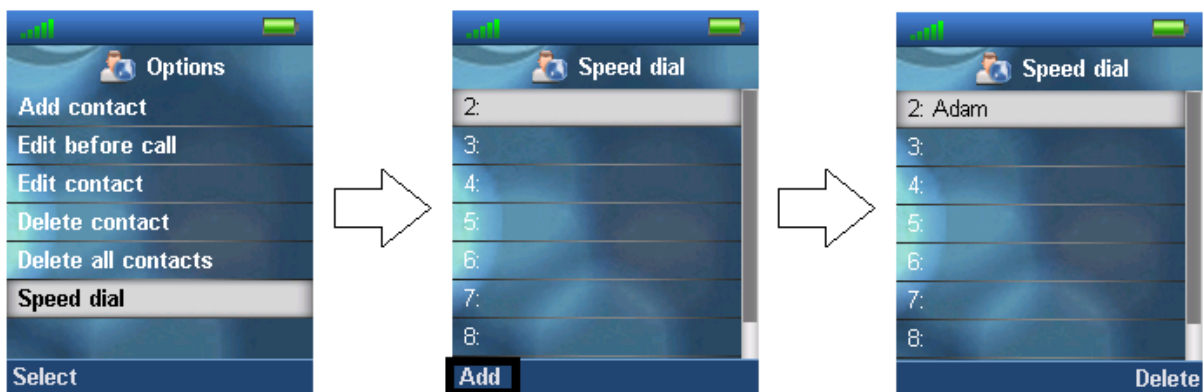 Options
Add contact
Edit before call
Edit contact
Delete contact
Delete all contacts
Speed dial
Select
Speed dial
2:
3:
4:
5:
6:
7:
8:
Add
Speed dial
2: Adam
3:
4:
5:
6:
7:
8:
Delete